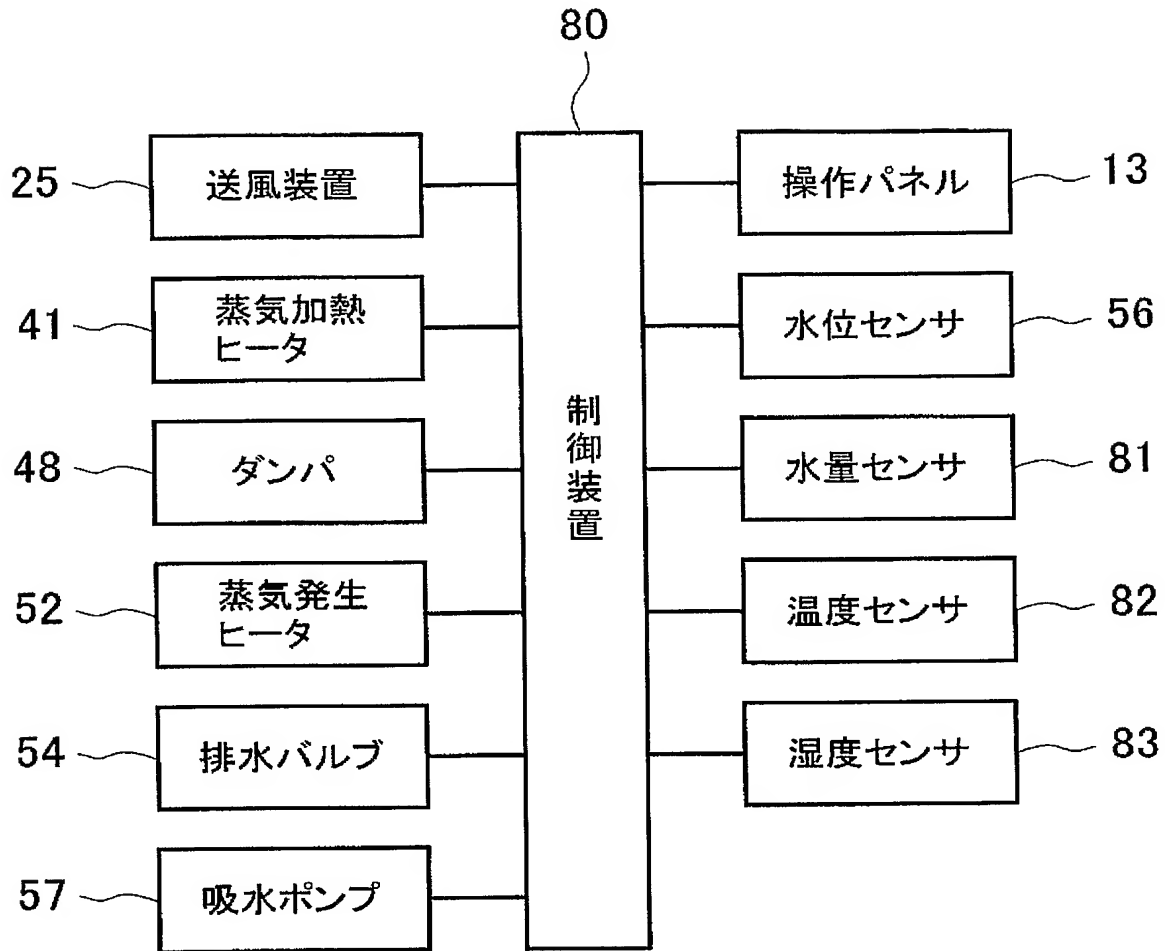 80
25
送風装置
41
蒸気加熱
ヒータ
48
ダンパ
52
蒸気発生
ヒータ
54
排水バルブ
57
吸水ポンプ
制御装置
操作パネル
13
水位センサ
56
水量センサ
81
温度センサ
82
湿度センサ
83